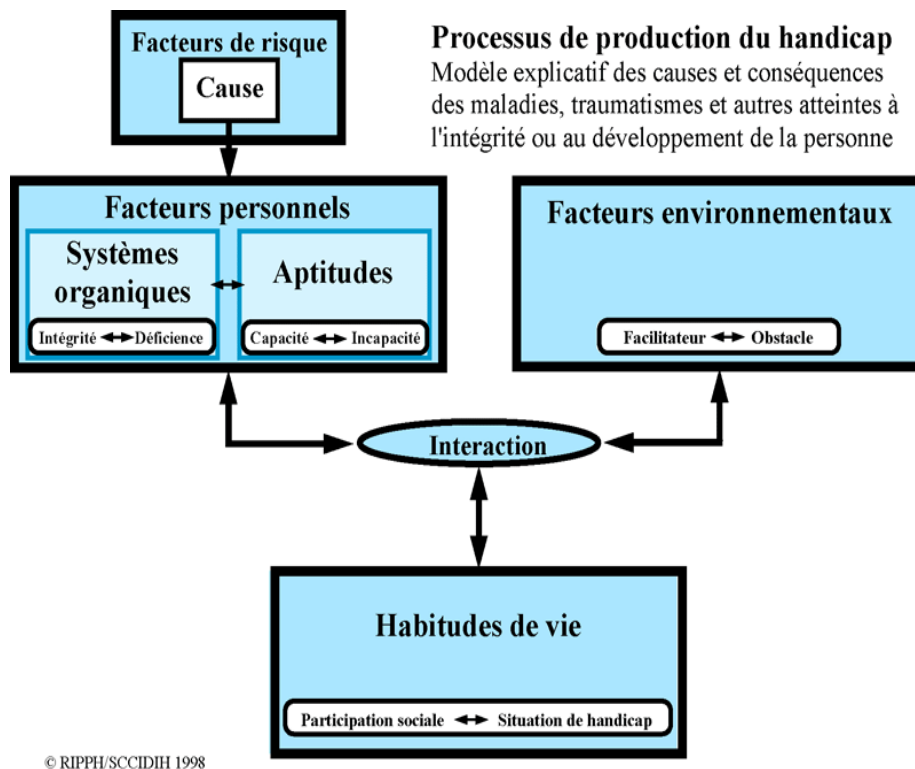 Facteurs de risque
Cause
Processus de production du handicap
Modèle explicatif des causes et conséquences
des maladies, traumatismes et autres atteintes à
l'intégrité ou au développement de la personne
Facteurs personnels
Systèmes
organiques
Intégrité Déficience
Aptitudes
Capacité Incapacité
Facteurs environnementaux
Facilitateur Obstacle
Interaction
Habitudes de vie
Participation sociale Situation de handicap
© RIPPH/SCCIDIH 1998